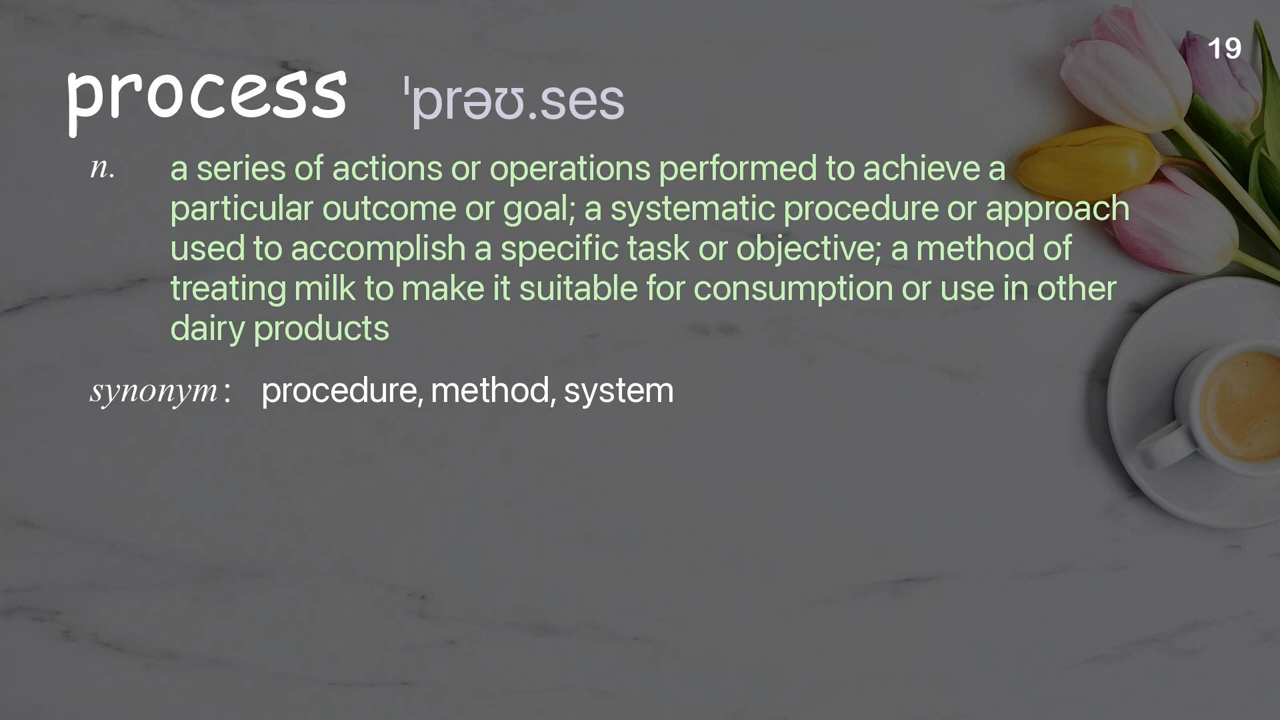 19
process ˈprəʊ.ses
n. a series of actions or operations performed to achieve a
particular outcome or goal; a systematic procedure or approach
used to accomplish a specific task or objective; a method of
treating milk to make it suitable for consumption or use in other
dairy products
synonym: procedure, method, system